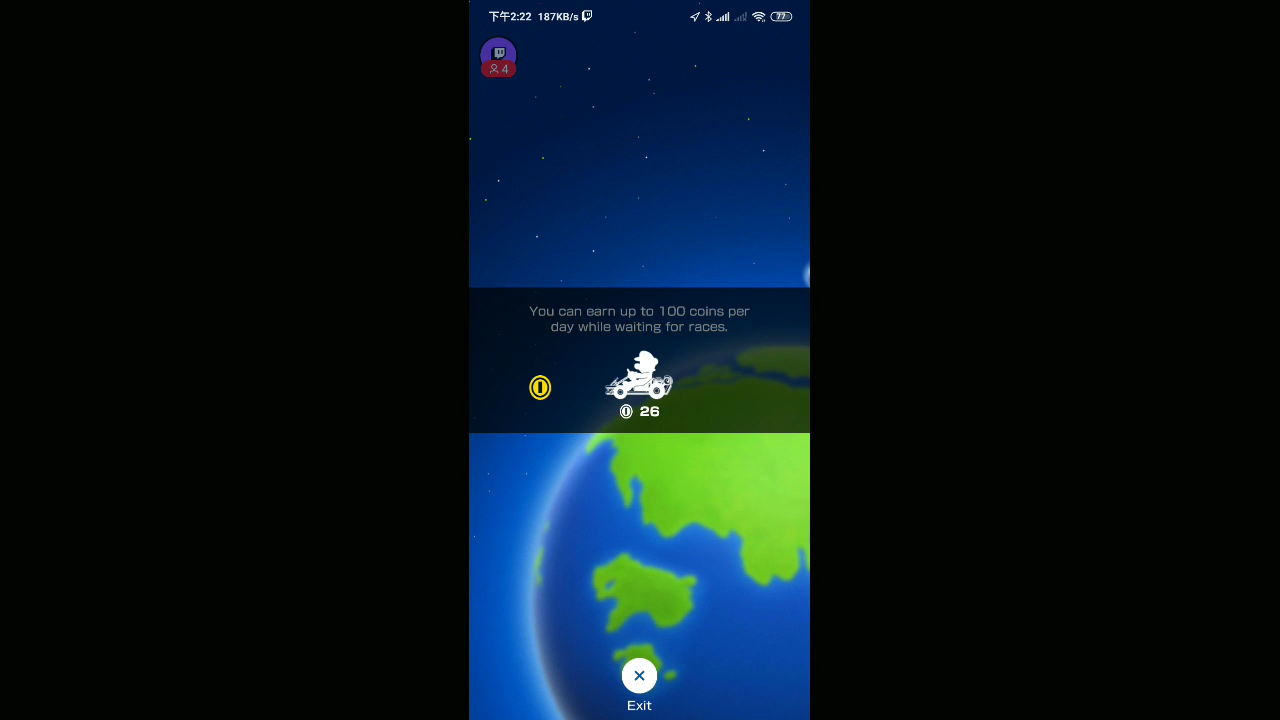 下午2:22 187KB/s
77
4
You can earn up to 100 coins per
day while waiting for races.
26
Exit